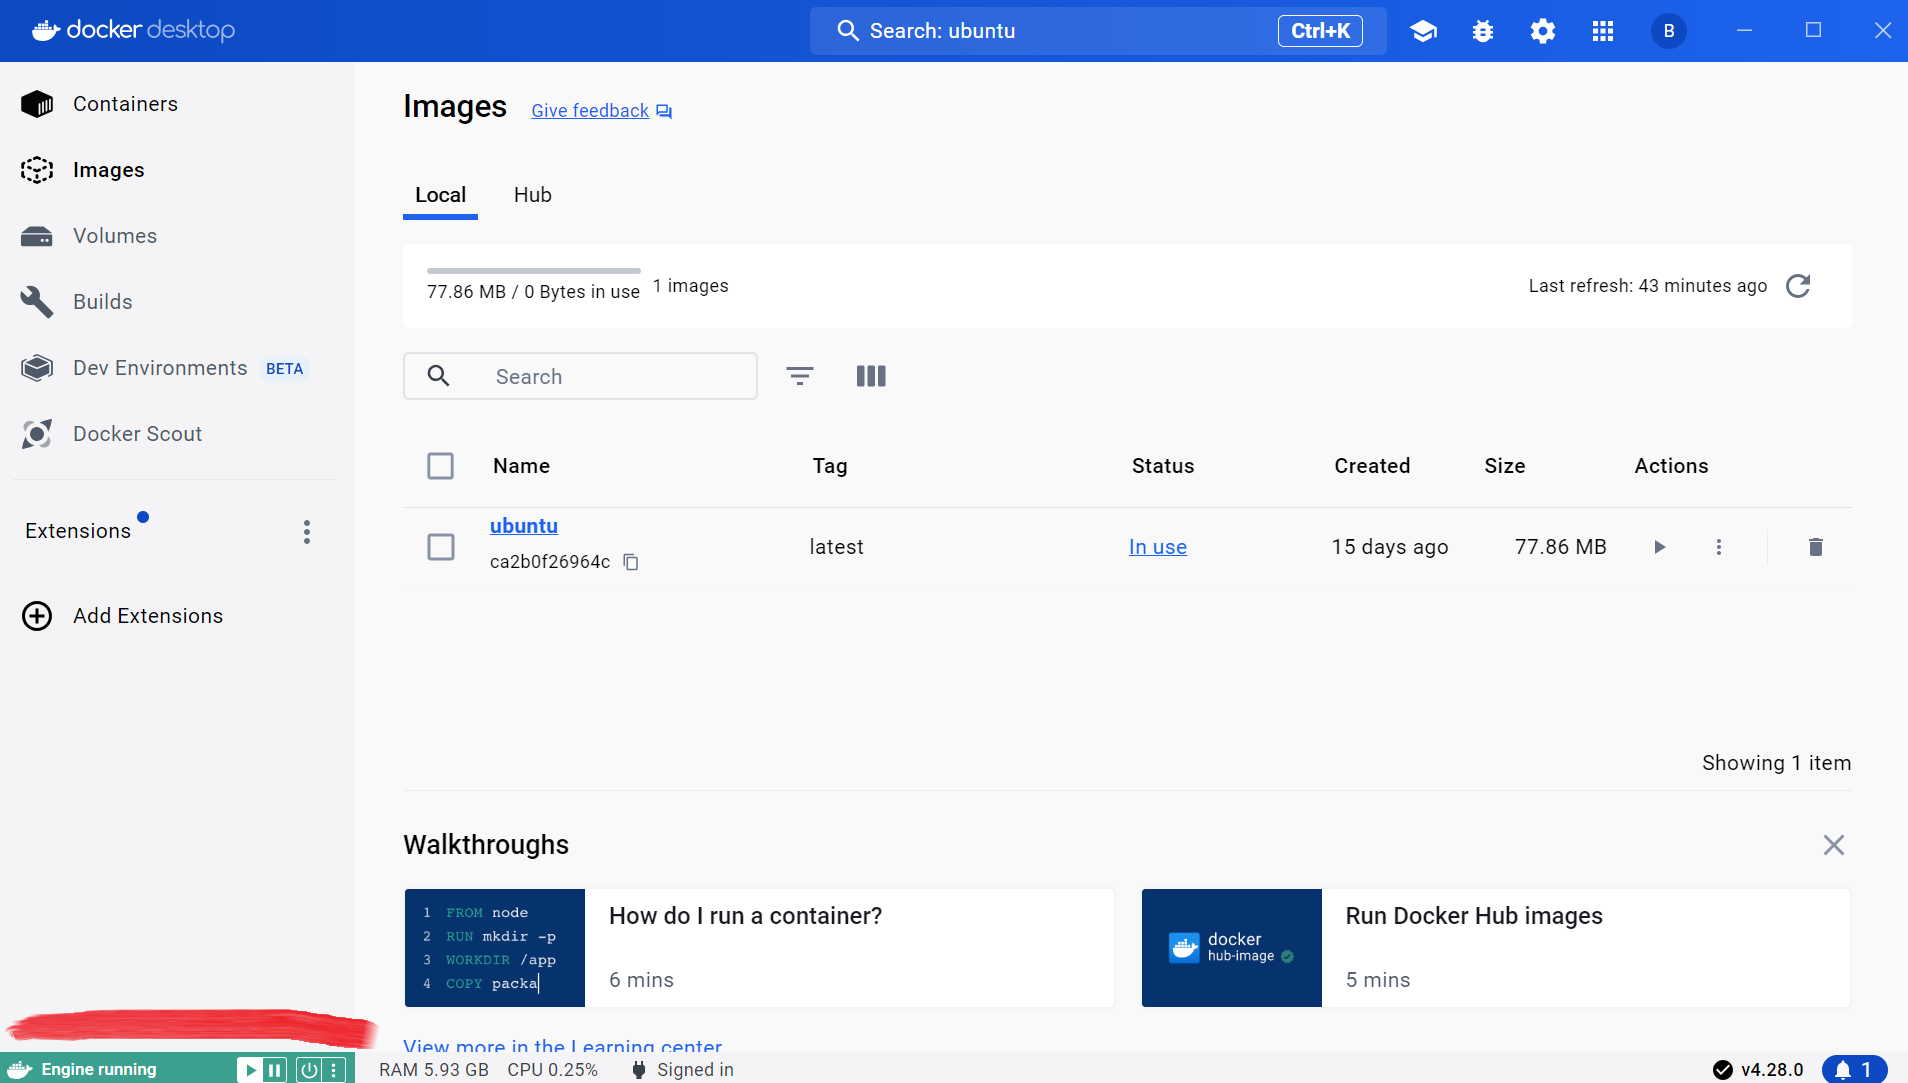 docker desktop
Search: ubuntu
Ctrl+K
B
Containers
Images
Volumes
Builds
Dev Environments BETA
Docker Scout
Extensions
Add Extensions
Images Give feedback
Local Hub
77.86 MB / 0 Bytes in use 1 images
Last refresh: 43 minutes ago
Search
Name Tag Status Created Size Actions
ubuntu
ca2b0f26964c
latest In use 15 days ago 77.86 MB
Showing 1 item
Walkthroughs
1 FROM node
2 RUN mkdir -p
3 WORKDIR /app
4 COPY packa
How do I run a container?
6 mins
docker
hub-image
Run Docker Hub images
5 mins
View more in the Learning center
Engine running
RAM 5.93 GB CPU 0.25% Signed in
v4.28.0
1